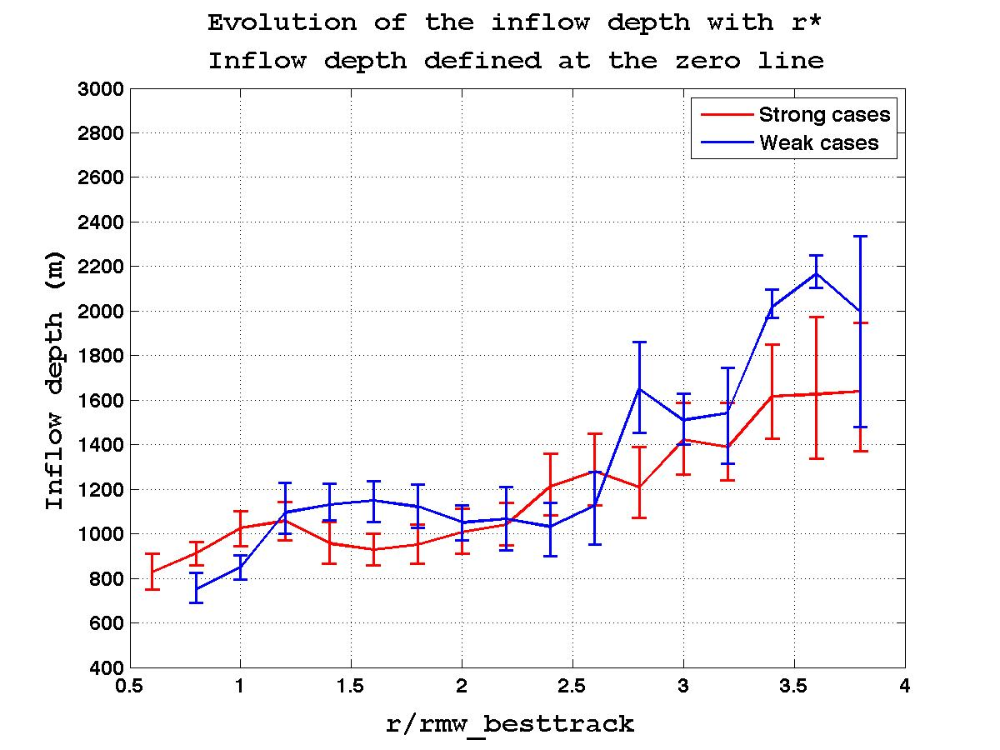 Evolution of the inflow depth with r*
Inflow depth defined at the zero line
3000
2800
2600
2400
2200
2000
1800
1600
1400
1200
1000
800
600
400
Inflow depth (m)
Strong cases
Weak cases
0.5 1 1.5 2 2.5 3 3.5 4
r/rmw_besttrack